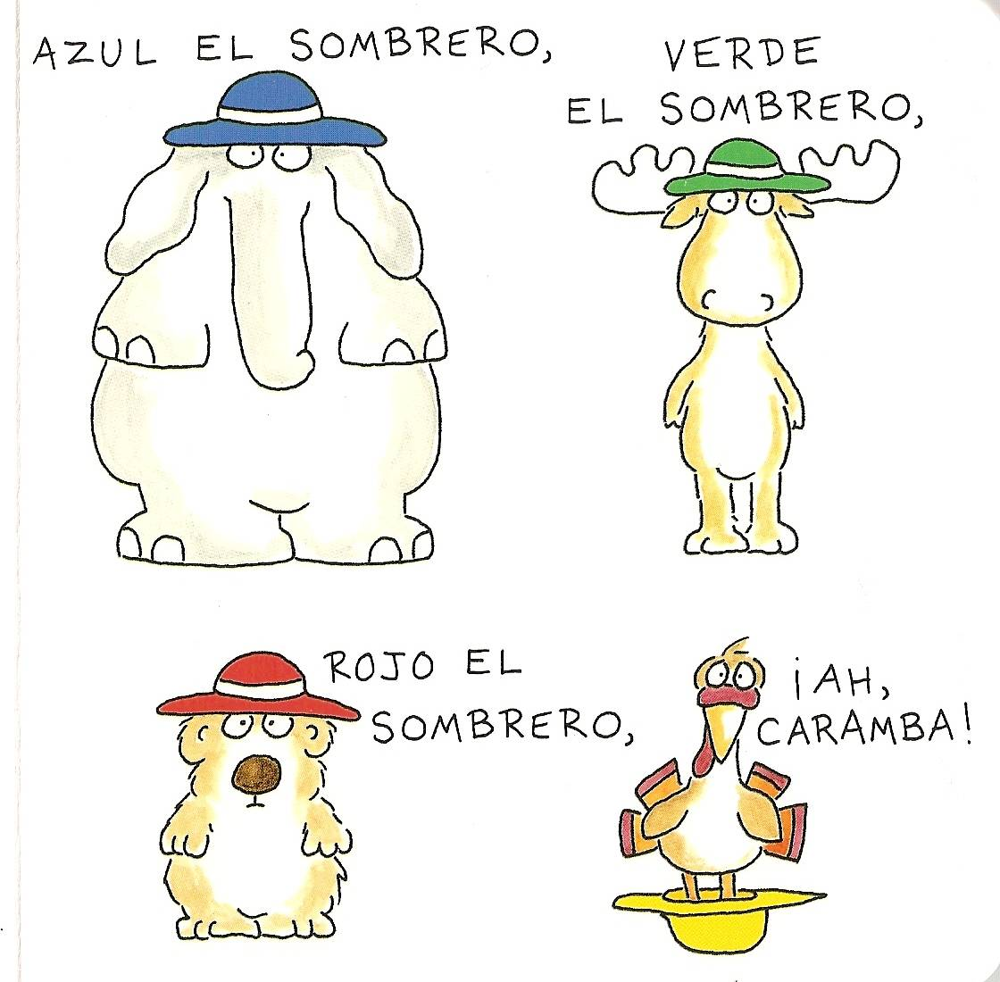 AZUL EL SOMBRERO,
VERDE
EL SOMBRERO,
ROJO EL
SOMBRERO,
¡AH,
CARAMBA!